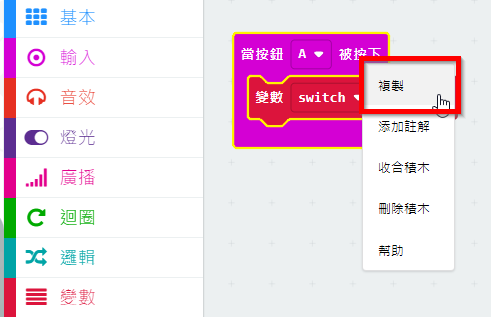 基本
輸入
音效
燈光
廣播
迴圈
邏輯
變數
當按鈕 A 被按下
變數 switch
複製
添加註解
收合積木
刪除積木
幫助